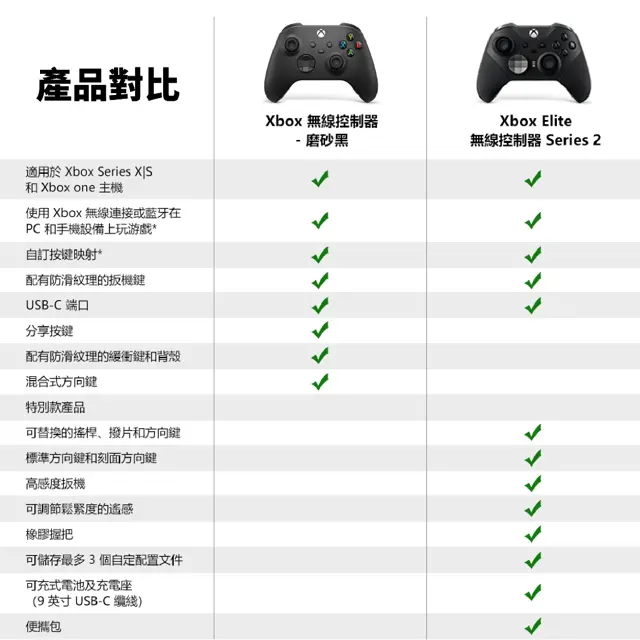 產品對比
Xbox 無線控制器
- 磨砂黑
Xbox Elite
無線控制器 Series 2
適用於 Xbox Series X|S
和 Xbox one 主機
使用 Xbox 無線連接或藍牙在
PC 和手機設備上玩游戲*
自訂按键映射*
配有防滑紋理的扳機鍵
USB-C 端口
分享按鍵
配有防滑紋理的緩衝鍵和背殼
混合式方向鍵
特別款產品
可替換的搖桿、撥片和方向鍵
標準方向鍵和刻面方向鍵
高感度扳機
可調節鬆緊度的遙感
橡膠握把
可儲存最多 3 個自定配置文件
可充式電池及充電座
（9 英寸 USB-C 纜綫）
便攜包